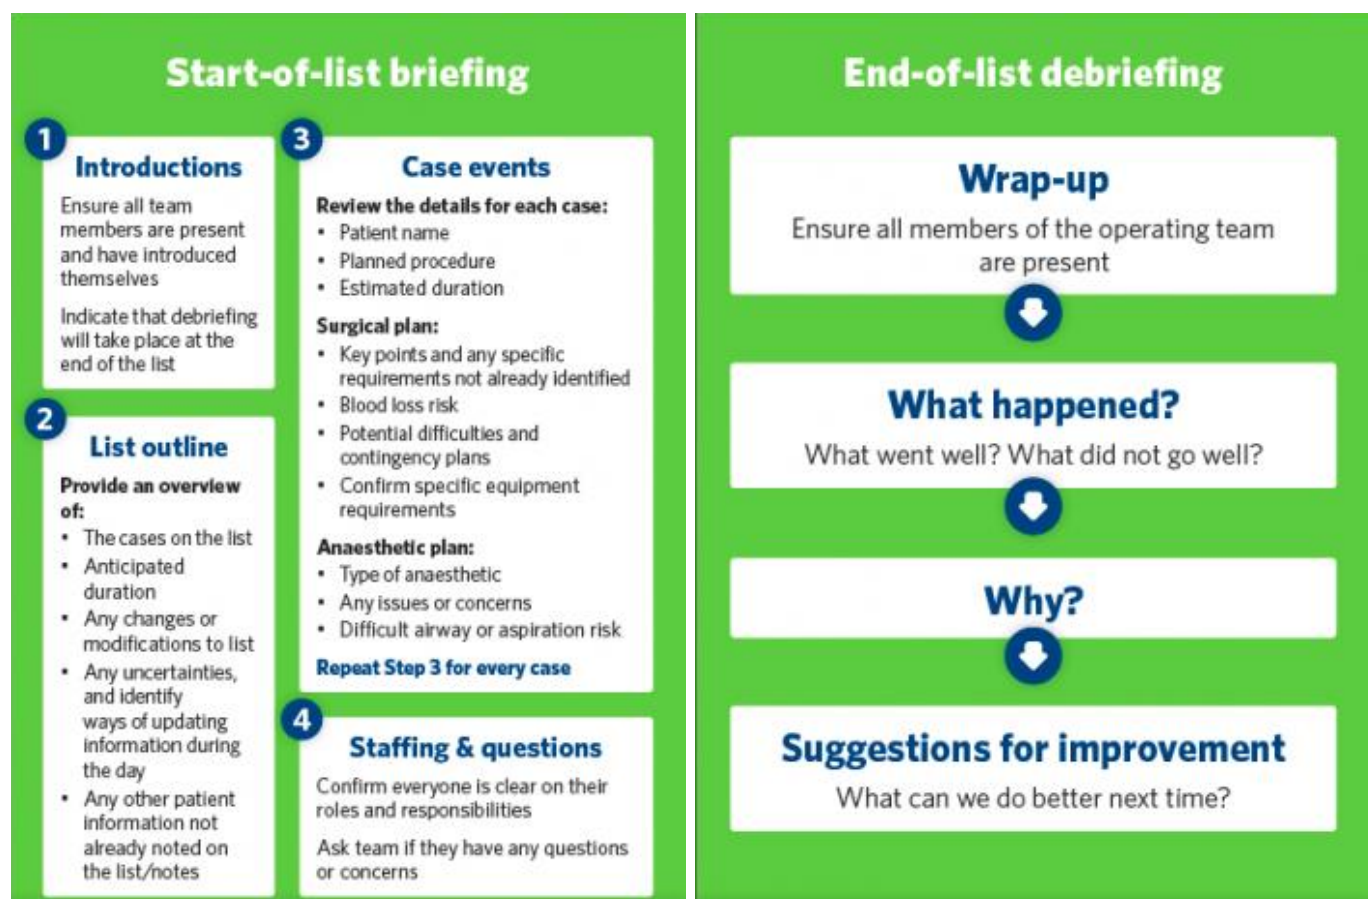 Start-of-list briefing
1
Introductions
Ensure all team
members are present
and have introduced
themselves
Indicate that debriefing
will take place at the
end of the list
2
List outline
Provide an overview
of:
• The cases on the list
• Anticipated
duration
• Any changes or
modifications to list
• Any uncertainties,
and identify
ways of updating
information during
the day
• Any other patient
information not
already noted on
the list/notes
3
Case events
Review the details for each case:
• Patient name
• Planned procedure
• Estimated duration
Surgical plan:
• Key points and any specific
requirements not already identified
• Blood loss risk
• Potential difficulties and
contingency plans
• Confirm specific equipment
requirements
Anaesthetic plan:
• Type of anaesthetic
• Any issues or concerns
• Difficult airway or aspiration risk
Repeat Step 3 for every case
4
Staffing & questions
Confirm everyone is clear on their
roles and responsibilities
Ask team if they have any questions
or concerns
End-of-list debriefing
Wrap-up
Ensure all members of the operating team
are present
What happened?
What went well? What did not go well?
Why?
Suggestions for improvement
What can we do better next time?